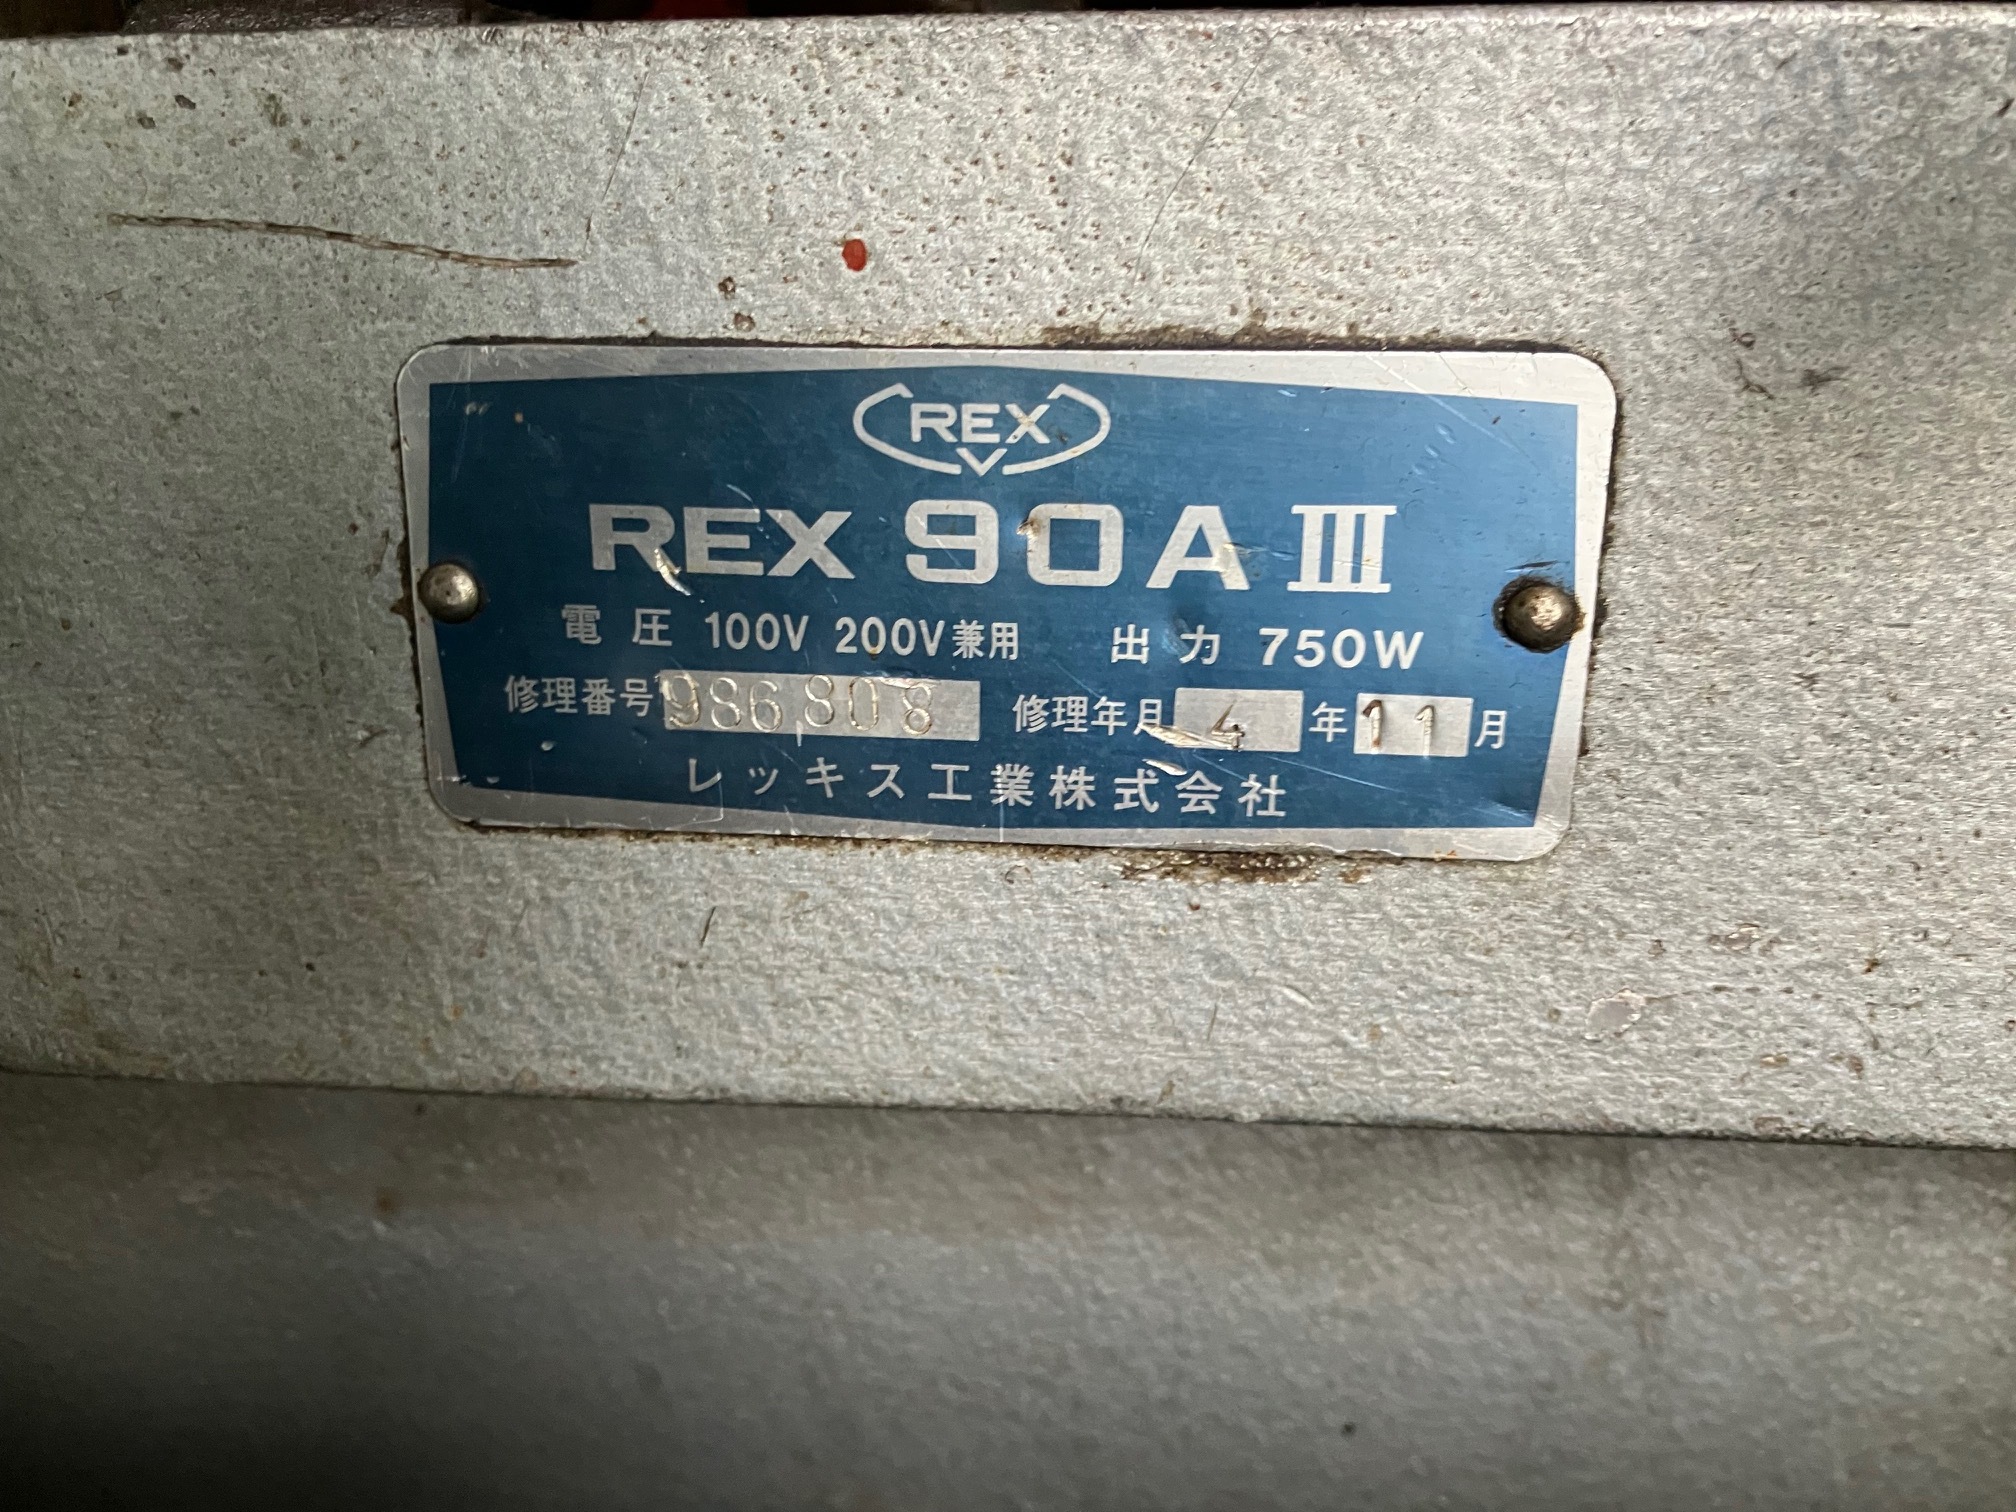 REX
REX 90A III
電圧 100V 200V兼用 出力 750W
修理番号 986808 修理年月 4年11月
レッキス工業株式会社